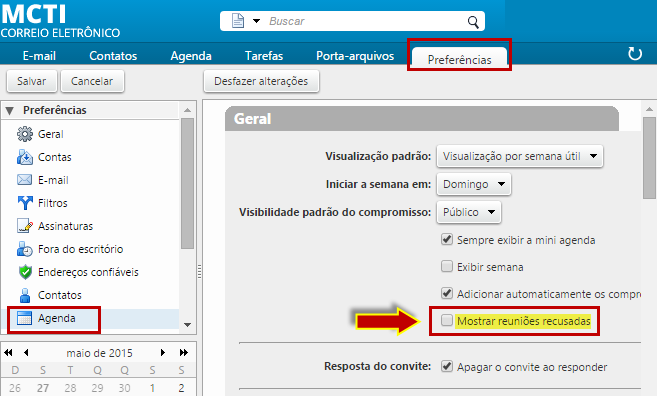 MCTI
CORREIO ELETRÔNICO
Buscar
E-mail Contatos Agenda Tarefas Porta-arquivos Preferências
Salvar Cancelar Desfazer alterações
Preferências
Geral
Contas
E-mail
Filtros
Assinaturas
Fora do escritório
Endereços confiáveis
Contatos
Agenda
maio de 2015
D S T Q Q S S
26 27 28 29 30 1 2
Geral
Visualização padrão: Visualização por semana útil
Iniciar a semana em: Domingo
Visibilidade padrão do compromisso: Público
Sempre exibir a mini agenda
Exibir semana
Adicionar automaticamente os compr
Mostrar reuniões recusadas
Resposta do convite: Apagar o convite ao responder